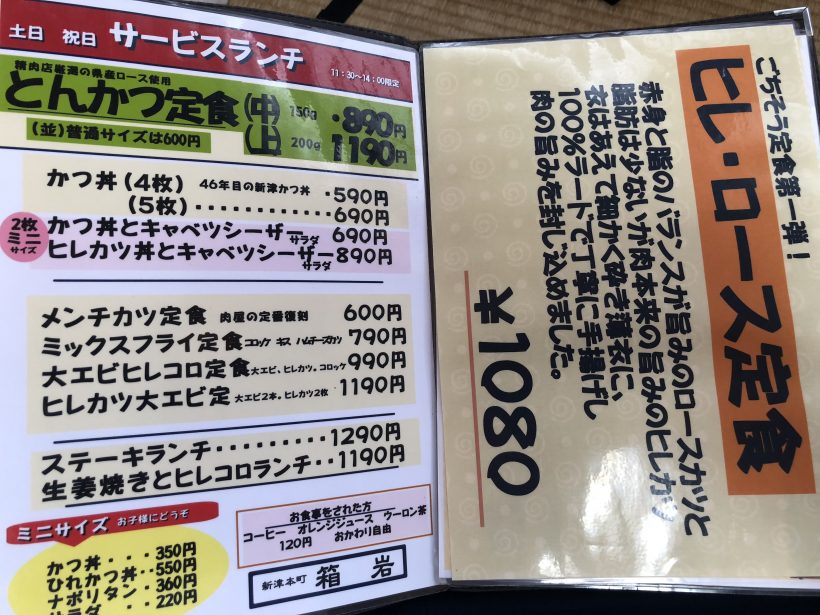 土日 祝日 サービスランチ
11:30〜14:00限定
精肉店厳選の県産ロース使用
とんかつ定食(中) 150g・890円
(並)普通サイズは600円
(上) 200g 1190円
かつ丼(4枚) 46年目の新津かつ丼・590円
(5枚)............690円
2枚ミニサイズ
かつ丼とキャベツシーザーサラダ 690円
ヒレカツ丼とキャベツシーザーサラダ 890円
メンチカツ定食 肉屋の定番復刻 600円
ミックスフライ定食 コロッケ キス ハムチーズカツ 790円
大エビヒレコロ定食 大エビ、ヒレカツ。コロッケ 990円
ヒレカツ大エビ定 大エビ2本。ヒレカツ2枚 1190円
ステーキランチ・・・・・・・・・1290円
生姜焼きとヒレコロランチ・・1190円
ミニサイズ お子様にどうぞ
かつ丼・・・350円
ひれかつ丼・・550円
ナポリタン・360円
サラダ・・・220円
お食事をされた方
コーヒー オレンジジュース ウーロン茶
120円 おかわり自由
新津本町 箱岩
ごちそう定食第一弾!
ヒレ・ロース定食
赤身と脂のバランスが旨みのロースカツと
脂肪は少ないが肉本来の旨みのヒレカツ
衣はあえて細かく砕き薄衣に、
100%ラードで丁寧に手揚げし
肉の旨みを封じ込めました。
¥1080